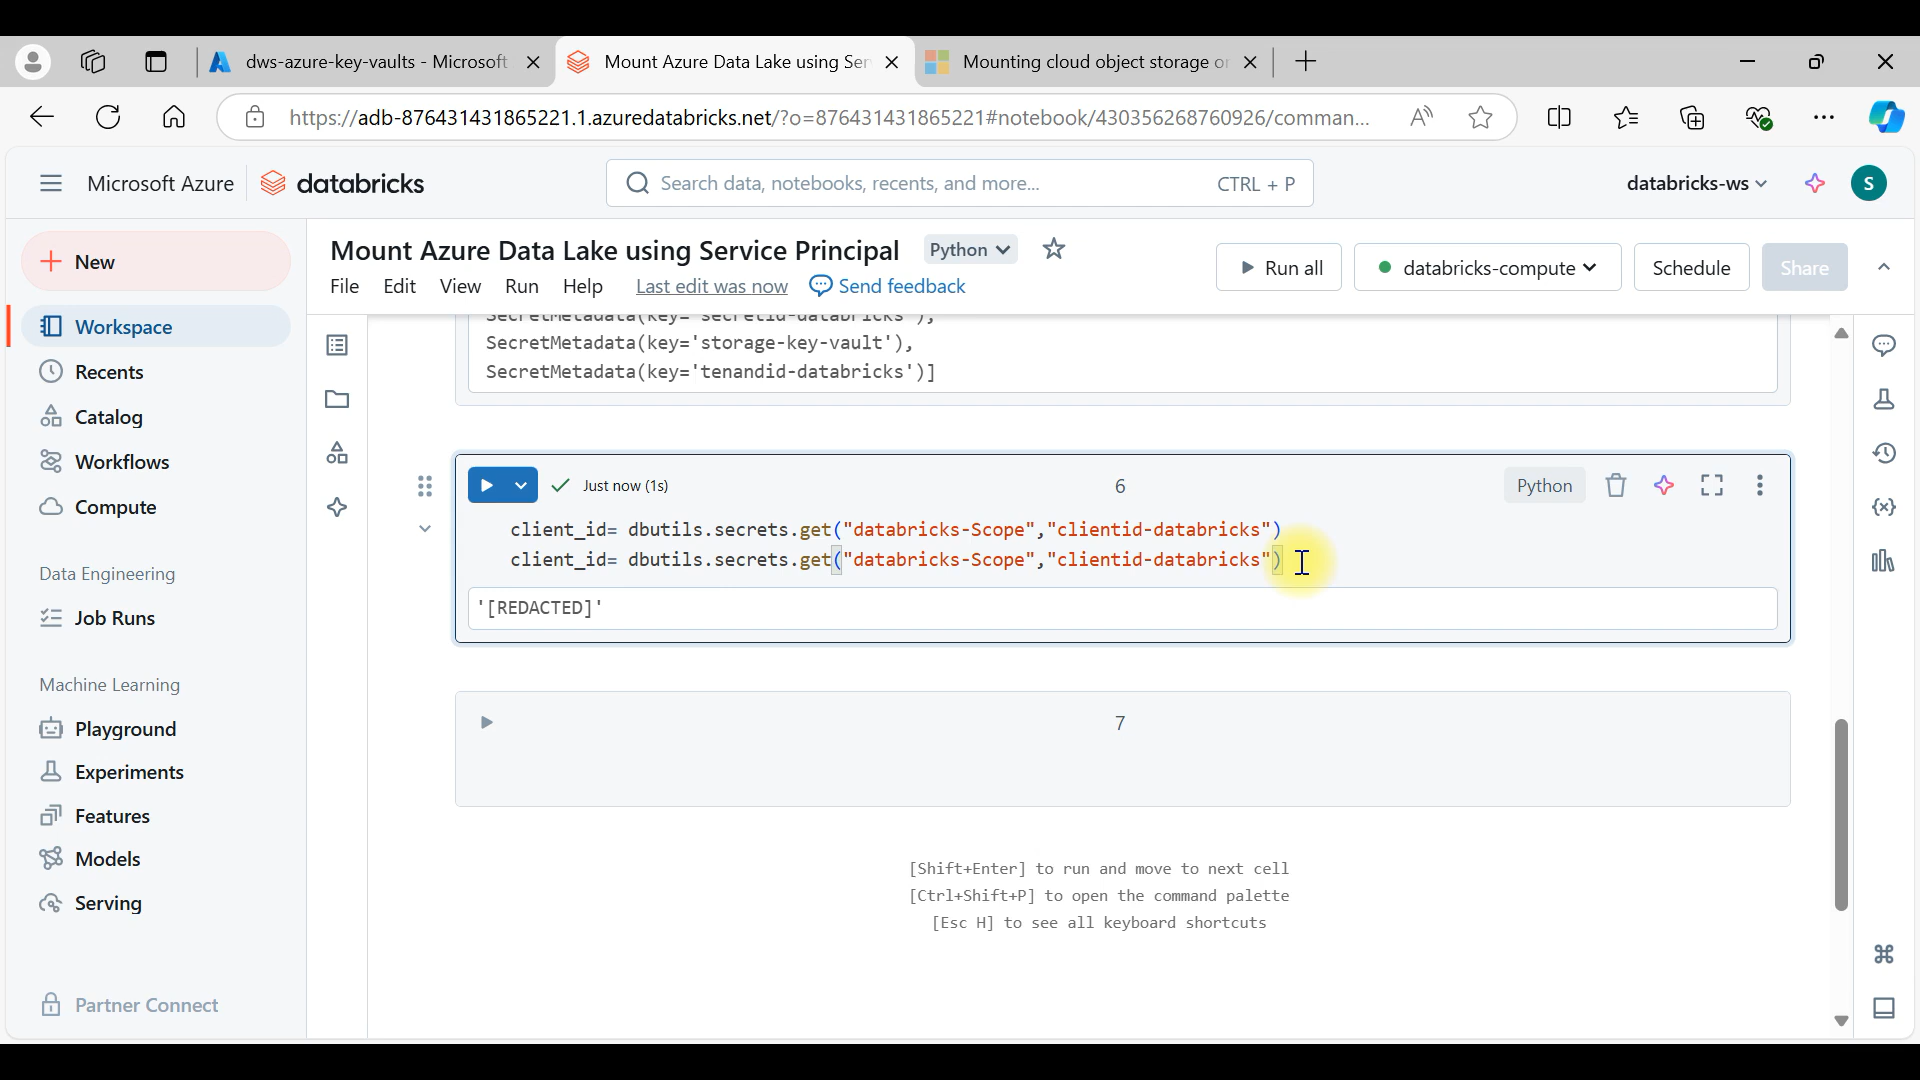 dws-azure-key-vaults - Microsoft
Mount Azure Data Lake using Ser
Mounting cloud object storage or
https://adb-876431431865221.1.azuredatabricks.net/?o=876431431865221#notebook/430356268760926/comman...
Microsoft Azure
databricks
Search data, notebooks, recents, and more...
CTRL + P
databricks-ws
S
New
Workspace
Recents
Catalog
Workflows
Compute
Data Engineering
Job Runs
Machine Learning
Playground
Experiments
Features
Models
Serving
Partner Connect
Mount Azure Data Lake using Service Principal
Python
File Edit View Run Help Last edit was now Send feedback
Run all
databricks-compute
Schedule
Share
SecretMetadata(key='secretid-databricks'),
SecretMetadata(key='storage-key-vault'),
SecretMetadata(key='tenandid-databricks')]
Just now (1s)
6
Python
client_id= dbutils.secrets.get("databricks-Scope","clientid-databricks")
client_id= dbutils.secrets.get("databricks-Scope","clientid-databricks")
'[REDACTED]'
7
[Shift+Enter] to run and move to next cell
[Ctrl+Shift+P] to open the command palette
[Esc H] to see all keyboard shortcuts